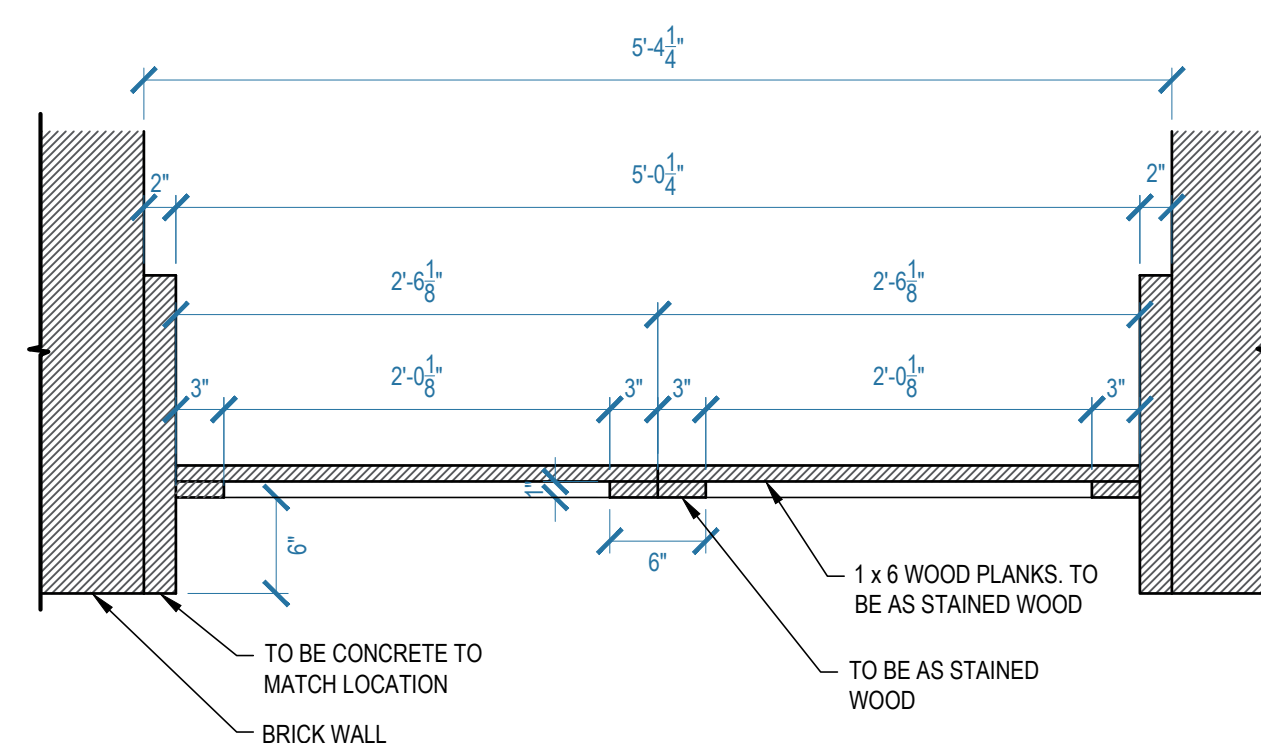 5'-4 1/4"
2" 5'-0 1/4" 2"
2'-6 1/8" 2'-6 1/8"
3" 2'-0 1/8" 3" 3" 2'-0 1/8" 3"
1"
6"
6"
1 x 6 WOOD PLANKS. TO
BE AS STAINED WOOD
TO BE CONCRETE TO
MATCH LOCATION
TO BE AS STAINED
WOOD
BRICK WALL